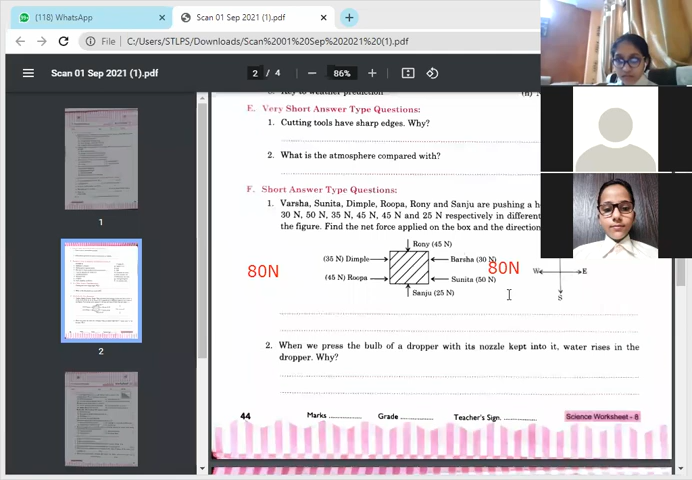 (118) WhatsApp
Scan 01 Sep 2021 (1).pdf
File
C:/Users/STLPS/Downloads/Scan%2001%20Sep%202021%20(1).pdf
Scan 01 Sep 2021 (1).pdf
2 / 4
86%
1
2
Key to weather prediction
E. Very Short Answer Type Questions:
1. Cutting tools have sharp edges. Why?
2. What is the atmosphere compared with?
F. Short Answer Type Questions:
1. Varsha, Sunita, Dimple, Roopa, Rony and Sanju are pushing a
30 N, 50 N, 35 N, 45 N, 45 N and 25 N respectively in different
the figure. Find the net force applied on the box and the direction
Rony (45 N)
(35 N) Dimple
Barsha (30 N)
80N
80N
W
E
(45 N) Roopa
Sunita (50 N)
Sanju (25 N)
S
2. When we press the bulb of a dropper with its nozzle kept into it, water rises in the
dropper. Why?
44
Marks
Grade
Teacher's Sign.
Science Worksheet - 8